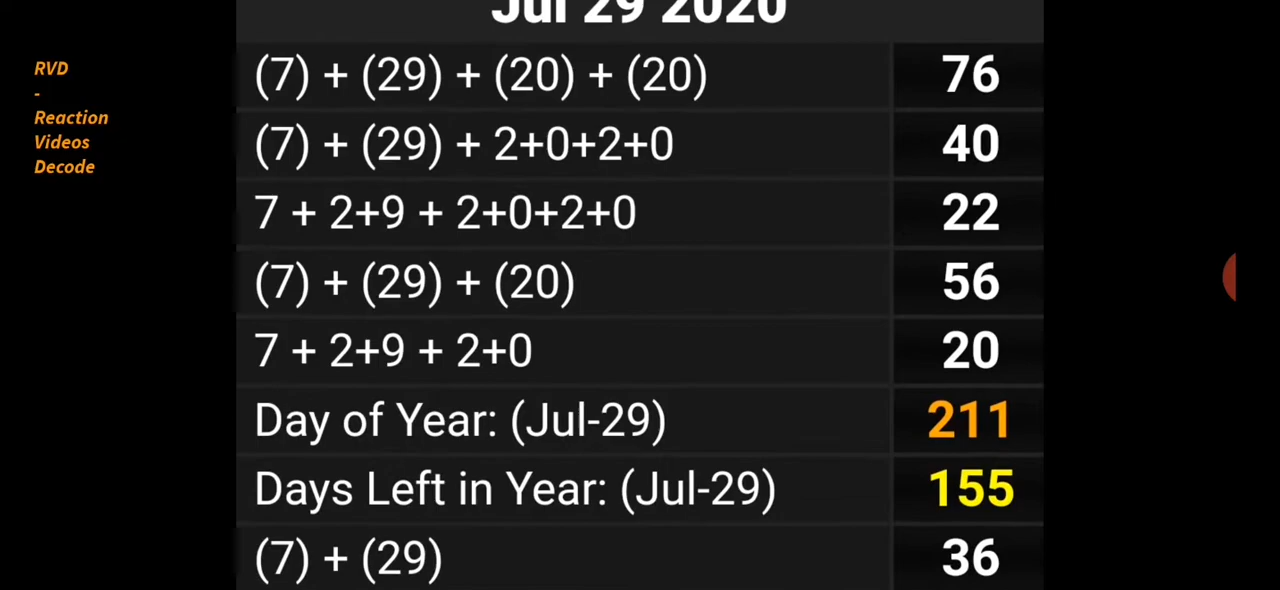 Jul 29 2020
RVD
-
Reaction
Videos
Decode
(7) + (29) + (20) + (20) 76
(7) + (29) + 2+0+2+0 40
7 + 2+9 + 2+0+2+0 22
(7) + (29) + (20) 56
7 + 2+9 + 2+0 20
Day of Year: (Jul-29) 211
Days Left in Year: (Jul-29) 155
(7) + (29) 36